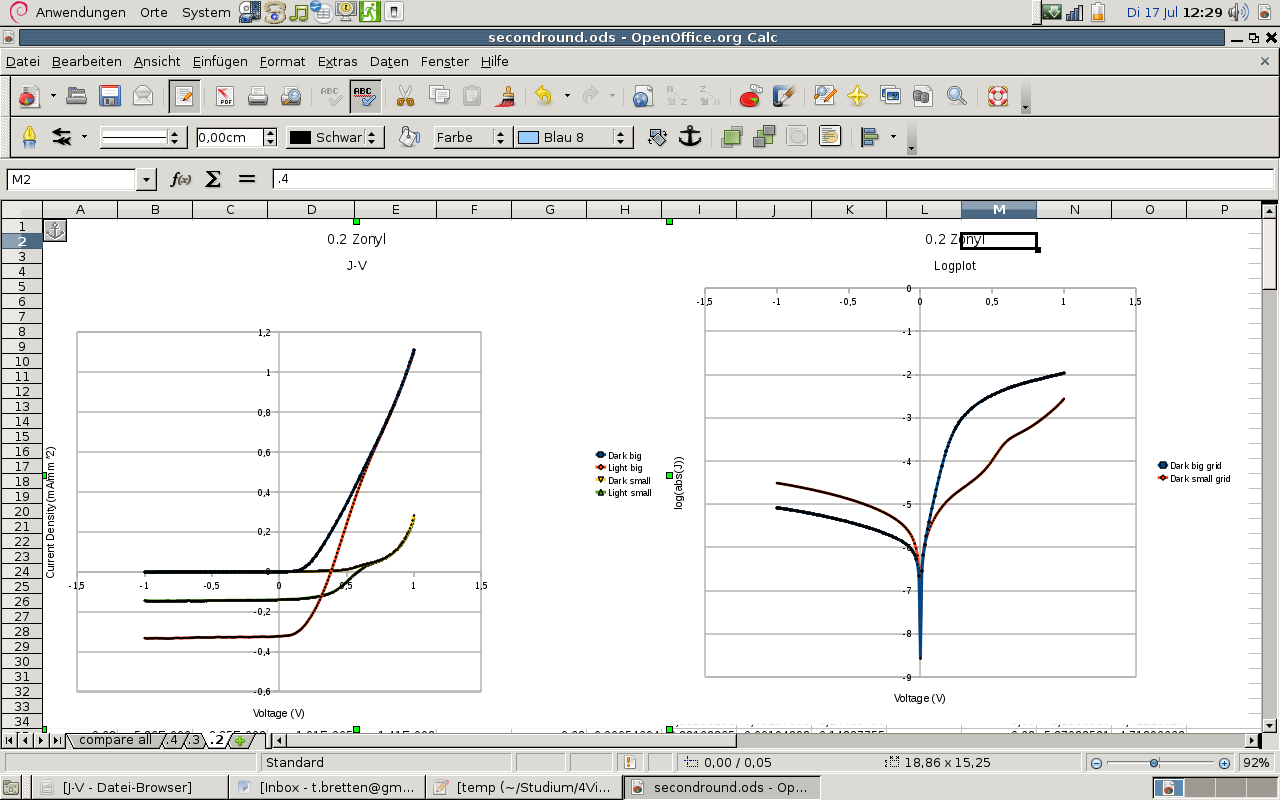 Anwendungen Orte System Di 17 Jul 12:29
secondround.ods - OpenOffice.org Calc
Datei Bearbeiten Ansicht Einfügen Format Extras Daten Fenster Hilfe
0,00cm Schwar Farbe Blau 8
M2 f(x) Σ = .4
A B C D E F G H I J K L M N O P
1
2
3
4
5
6
7
8
9
10
11
12
13
14
15
16
17
18
19
20
21
22
23
24
25
26
27
28
29
30
31
32
33
34
0.2 Zonyl
J-V
1,2
1
0,8
0,6
0,4
0,2
0
-0,2
-0,4
-0,6
-1,5 -1 -0,5 0 0,5 1 1,5
Current Density (mA/mm^2)
Voltage (V)
Dark big
Light big
Dark small
Light small
0.2 Zonyl
Logplot
-1,5 -1 -0,5 0 0,5 1 1,5
0
-1
-2
-3
-4
-5
-6
-7
-8
-9
log(abs(J))
Voltage (V)
Dark big grid
Dark small grid
compare all .4 .3 .2
Standard 0,00 / 0,05 18,86 x 15,25 92%
[J-V - Datei-Browser] [Inbox - t.bretten@gm... [temp (~/Studium/4Vi... secondround.ods - Op...